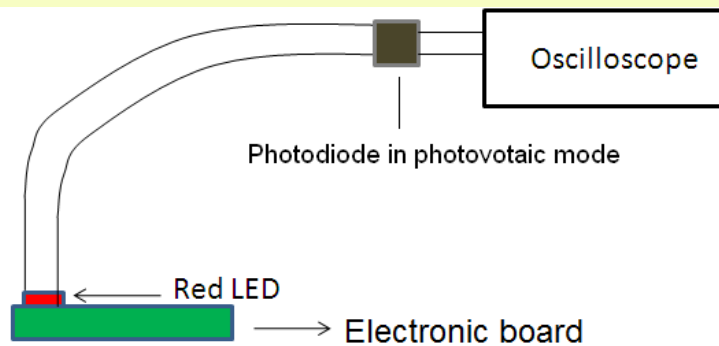 Oscilloscope
Photodiode in photovotaic mode
Red LED
Electronic board